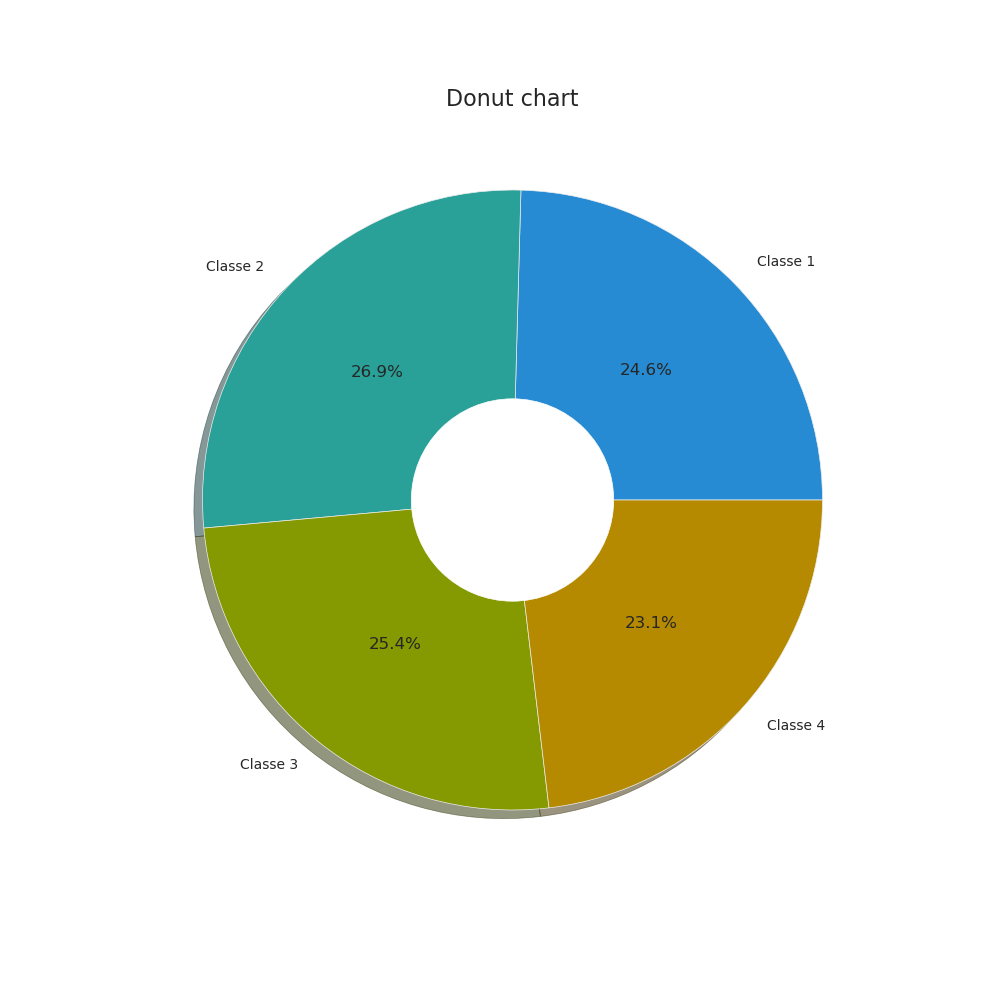 Donut chart
Classe 1
Classe 2
24.6%
26.9%
23.1%
25.4%
Classe 4
Classe 3